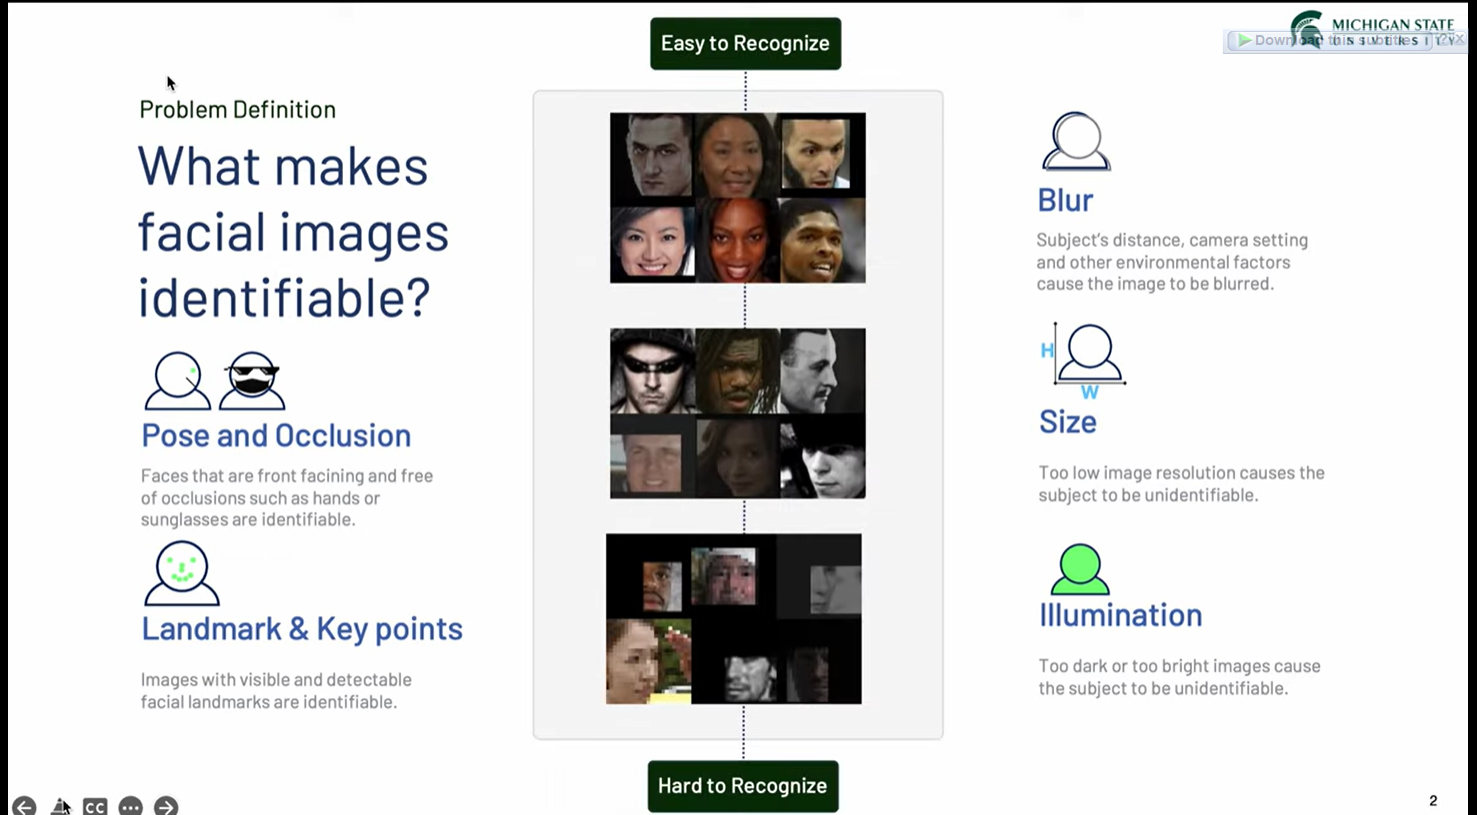 Easy to Recognize
MICHIGAN STATE
UNIVERSITY
Problem Definition
What makes
facial images
identifiable?
Pose and Occlusion
Faces that are front facining and free
of occlusions such as hands or
sunglasses are identifiable.
Landmark & Key points
Images with visible and detectable
facial landmarks are identifiable.
Blur
Subject's distance, camera setting
and other environmental factors
cause the image to be blurred.
H
W
Size
Too low image resolution causes the
subject to be unidentifiable.
Illumination
Too dark or too bright images cause
the subject to be unidentifiable.
Hard to Recognize
CC
2